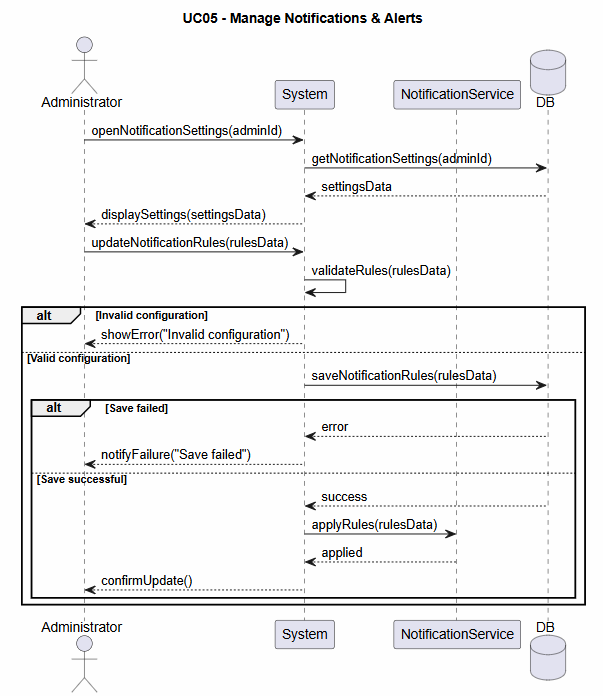 UC05 - Manage Notifications & Alerts
Administrator
System
NotificationService
DB
openNotificationSettings(adminId)
getNotificationSettings(adminId)
settingsData
displaySettings(settingsData)
updateNotificationRules(rulesData)
validateRules(rulesData)
alt [Invalid configuration]
showError("Invalid configuration")
[Valid configuration]
saveNotificationRules(rulesData)
alt [Save failed]
error
notifyFailure("Save failed")
[Save successful]
success
applyRules(rulesData)
applied
confirmUpdate()
Administrator
System
NotificationService
DB